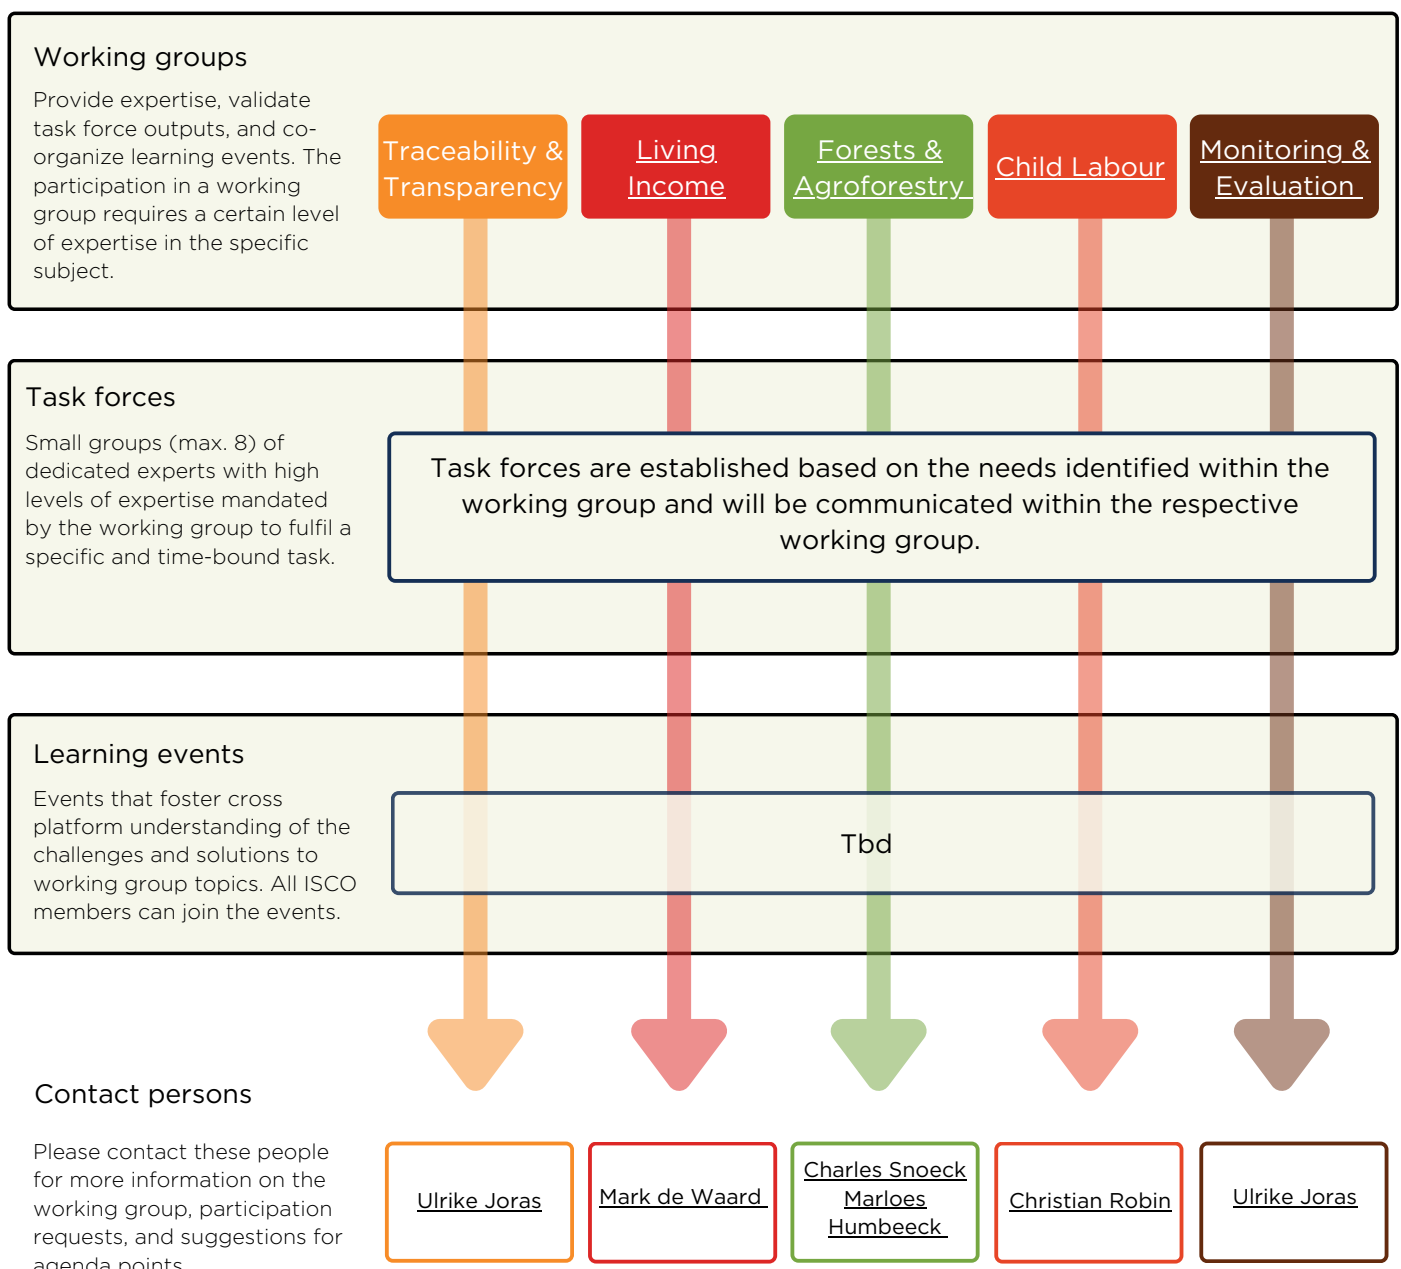 Working groups
Provide expertise, validate
task force outputs, and co-
organize learning events. The
participation in a working
group requires a certain level
of expertise in the specific
subject.
Traceability &
Transparency
Living
Income
Forests &
Agroforestry
Child Labour
Monitoring &
Evaluation
Task forces
Small groups (max. 8) of
dedicated experts with high
levels of expertise mandated
by the working group to fulfil a
specific and time-bound task.
Task forces are established based on the needs identified within the
working group and will be communicated within the respective
working group.
Learning events
Events that foster cross
platform understanding of the
challenges and solutions to
working group topics. All ISCO
members can join the events.
Tbd
Contact persons
Please contact these people
for more information on the
working group, participation
requests, and suggestions for
agenda points
Ulrike Joras
Mark de Waard
Charles Snoeck
Marloes
Humbeeck
Christian Robin
Ulrike Joras